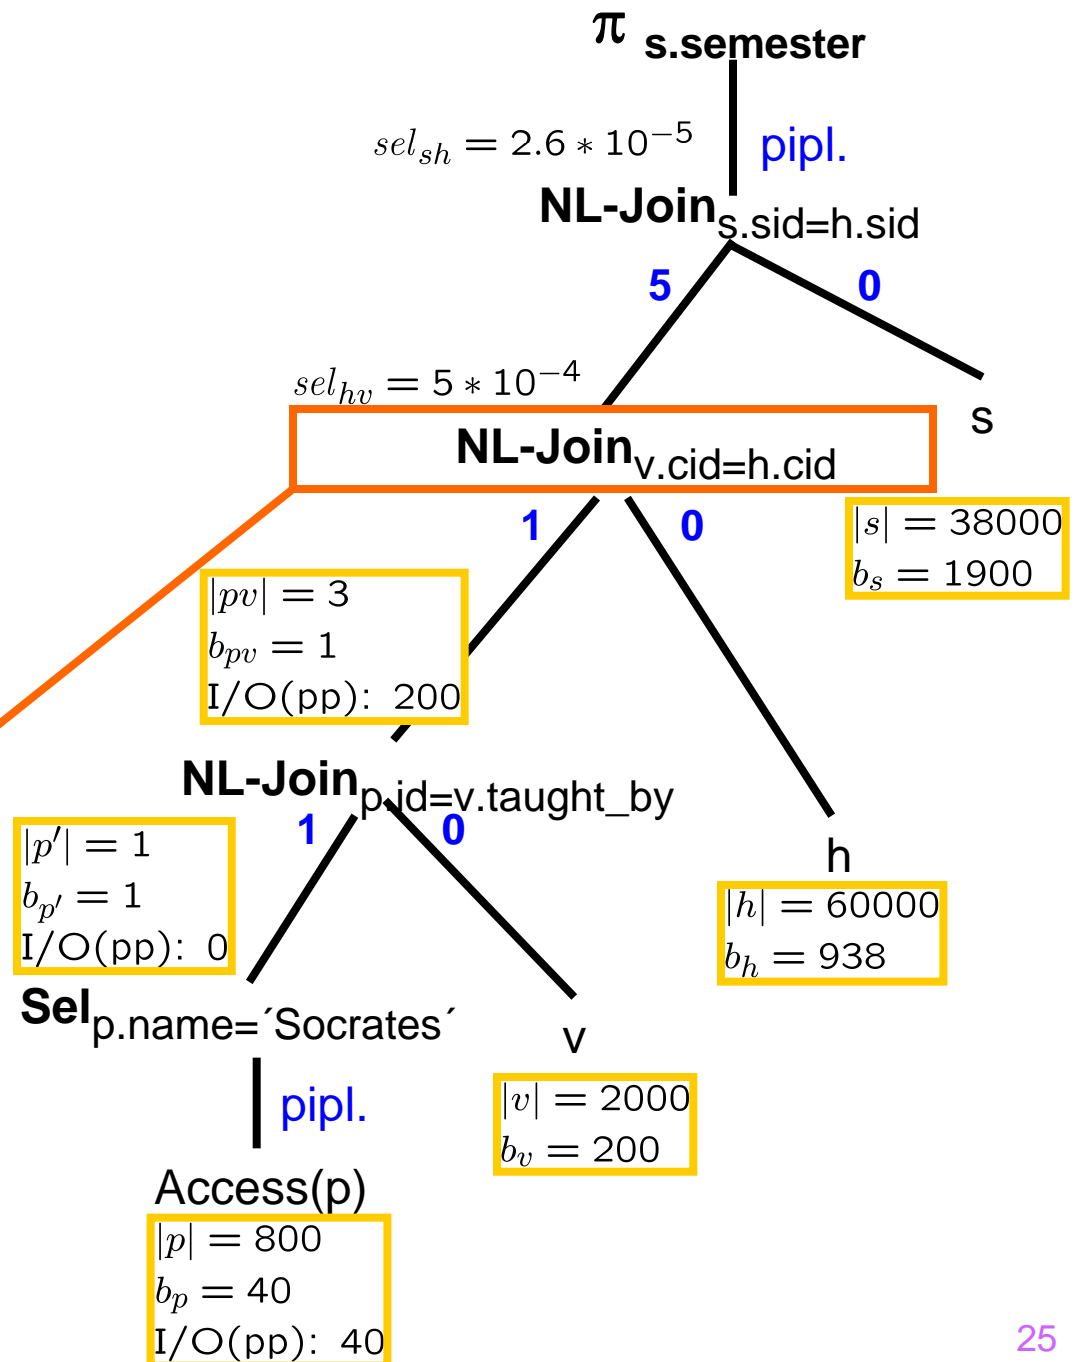 π s.semester
sel_sh = 2.6 * 10^−5
pipl.
NL-Join s.sid=h.sid
5 0
sel_hv = 5 * 10^−4
s
NL-Join v.cid=h.cid
|s| = 38000
b_s = 1900
1 0
|pv| = 3
b_pv = 1
I/O(pp): 200
NL-Join p.id=v.taught_by
1 0
|p′| = 1
b_p′ = 1
I/O(pp): 0
h
|h| = 60000
b_h = 938
Sel p.name=´Socrates´
v
|v| = 2000
b_v = 200
pipl.
Access(p)
|p| = 800
b_p = 40
I/O(pp): 40
25